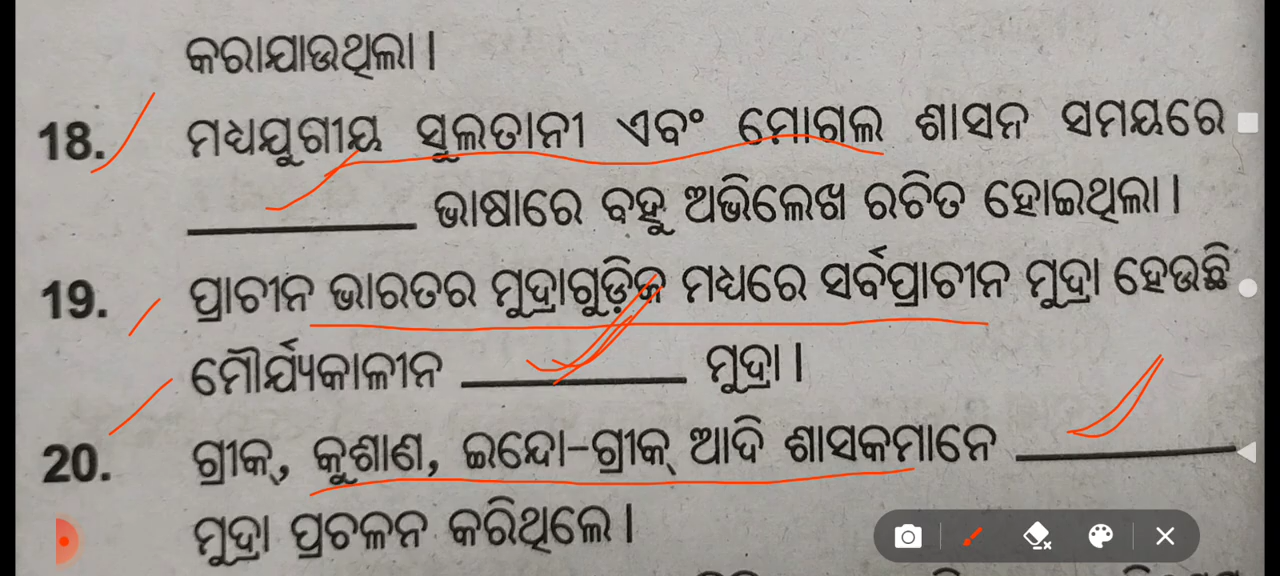 କରାଯାଉଥିଲା।
18. ମଧ୍ୟଯୁଗୀୟ ସୁଲତାନୀ ଏବଂ ମୋଗଲ ଶାସନ ସମୟରେ
________ ଭାଷାରେ ବହୁ ଅଭିଲେଖ ରଚିତ ହୋଇଥିଲା।
19. ପ୍ରାଚୀନ ଭାରତର ମୁଦ୍ରାଗୁଡ଼ିକ ମଧ୍ୟରେ ସର୍ବପ୍ରାଚୀନ ମୁଦ୍ରା ହେଉଛି
ମୌର୍ଯ୍ୟକାଳୀନ ________ ମୁଦ୍ରା।
20. ଗ୍ରୀକ୍, କୁଶାଣ, ଇନ୍ଦୋ-ଗ୍ରୀକ୍ ଆଦି ଶାସକମାନେ ________
ମୁଦ୍ରା ପ୍ରଚଳନ କରିଥିଲେ।